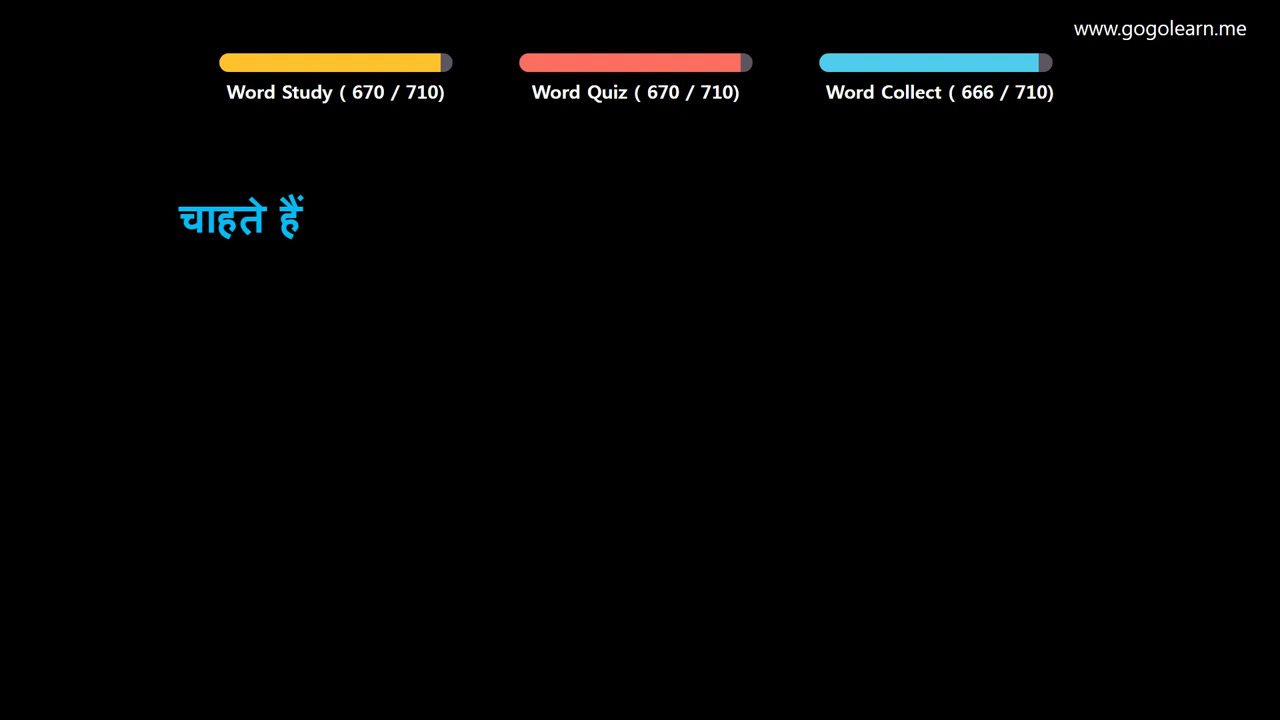 www.gogolearn.me
Word Study ( 670 / 710)
Word Quiz ( 670 / 710)
Word Collect ( 666 / 710)
चाहते हैं